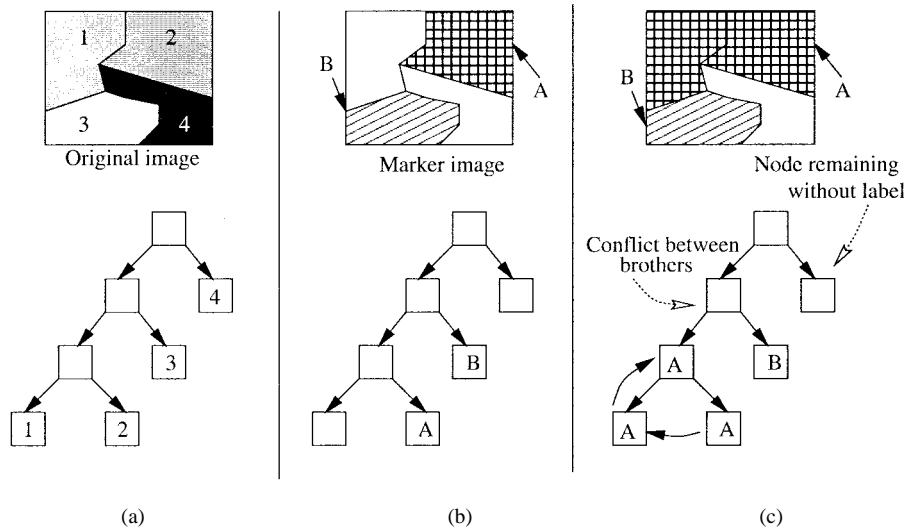 1
2
3
4
Original image
4
3
1
2
(a)
B
A
Marker image
B
A
(b)
B
A
Node remaining
without label
Conflict between
brothers
A
B
A
A
(c)